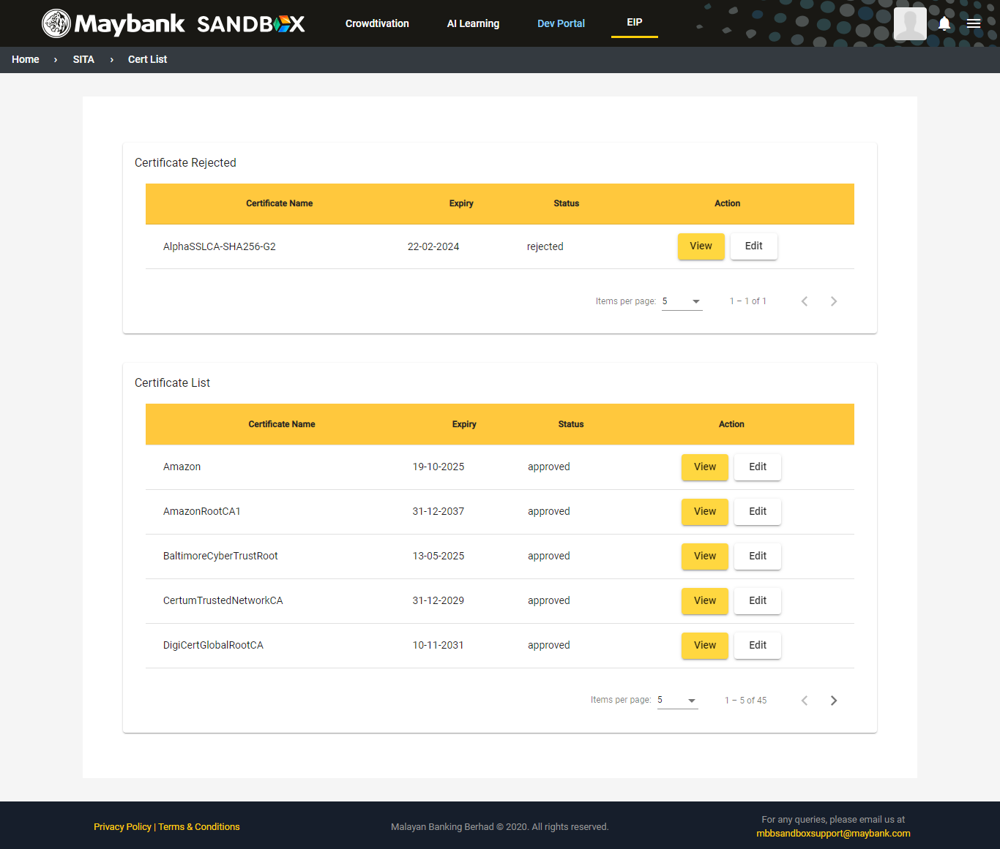 Maybank SANDBOX Crowdtivation AI Learning Dev Portal EIP
Home › SITA › Cert List
Certificate Rejected
Certificate Name Expiry Status Action
AlphaSSLCA-SHA256-G2 22-02-2024 rejected View Edit
Items per page: 5 1 – 1 of 1
Certificate List
Certificate Name Expiry Status Action
Amazon 19-10-2025 approved View Edit
AmazonRootCA1 31-12-2037 approved View Edit
BaltimoreCyberTrustRoot 13-05-2025 approved View Edit
CertumTrustedNetworkCA 31-12-2029 approved View Edit
DigiCertGlobalRootCA 10-11-2031 approved View Edit
Items per page: 5 1 – 5 of 45
Privacy Policy | Terms & Conditions
Malayan Banking Berhad © 2020. All rights reserved.
For any queries, please email us at
mbbsandboxsupport@maybank.com